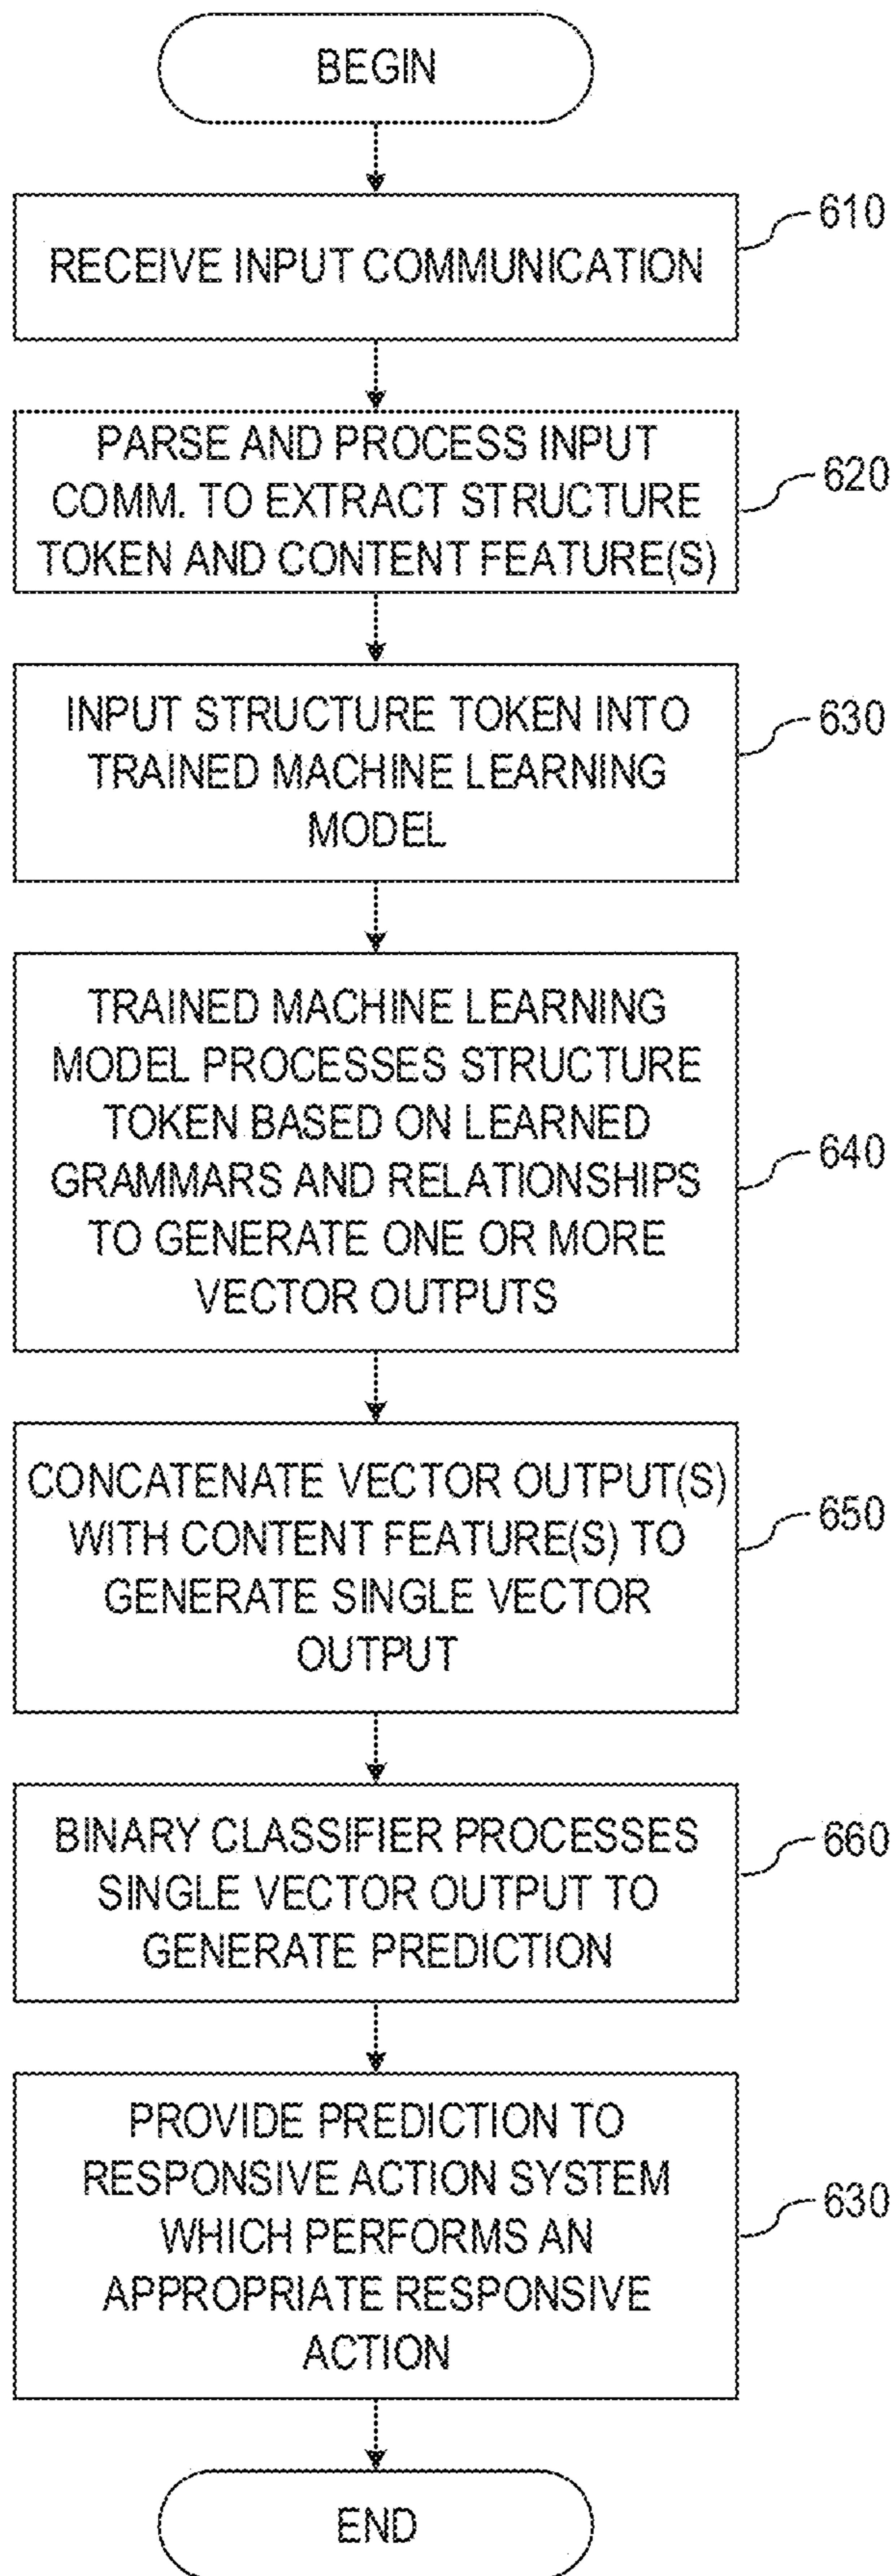 BEGIN
RECEIVE INPUT COMMUNICATION
610
PARSE AND PROCESS INPUT
COMM. TO EXTRACT STRUCTURE
TOKEN AND CONTENT FEATURE(S)
620
INPUT STRUCTURE TOKEN INTO
TRAINED MACHINE LEARNING
MODEL
630
TRAINED MACHINE LEARNING
MODEL PROCESSES STRUCTURE
TOKEN BASED ON LEARNED
GRAMMARS AND RELATIONSHIPS
TO GENERATE ONE OR MORE
VECTOR OUTPUTS
640
CONCATENATE VECTOR OUTPUT(S)
WITH CONTENT FEATURE(S) TO
GENERATE SINGLE VECTOR
OUTPUT
650
BINARY CLASSIFIER PROCESSES
SINGLE VECTOR OUTPUT TO
GENERATE PREDICTION
660
PROVIDE PREDICTION TO
RESPONSIVE ACTION SYSTEM
WHICH PERFORMS AN
APPROPRIATE RESPONSIVE
ACTION
630
END